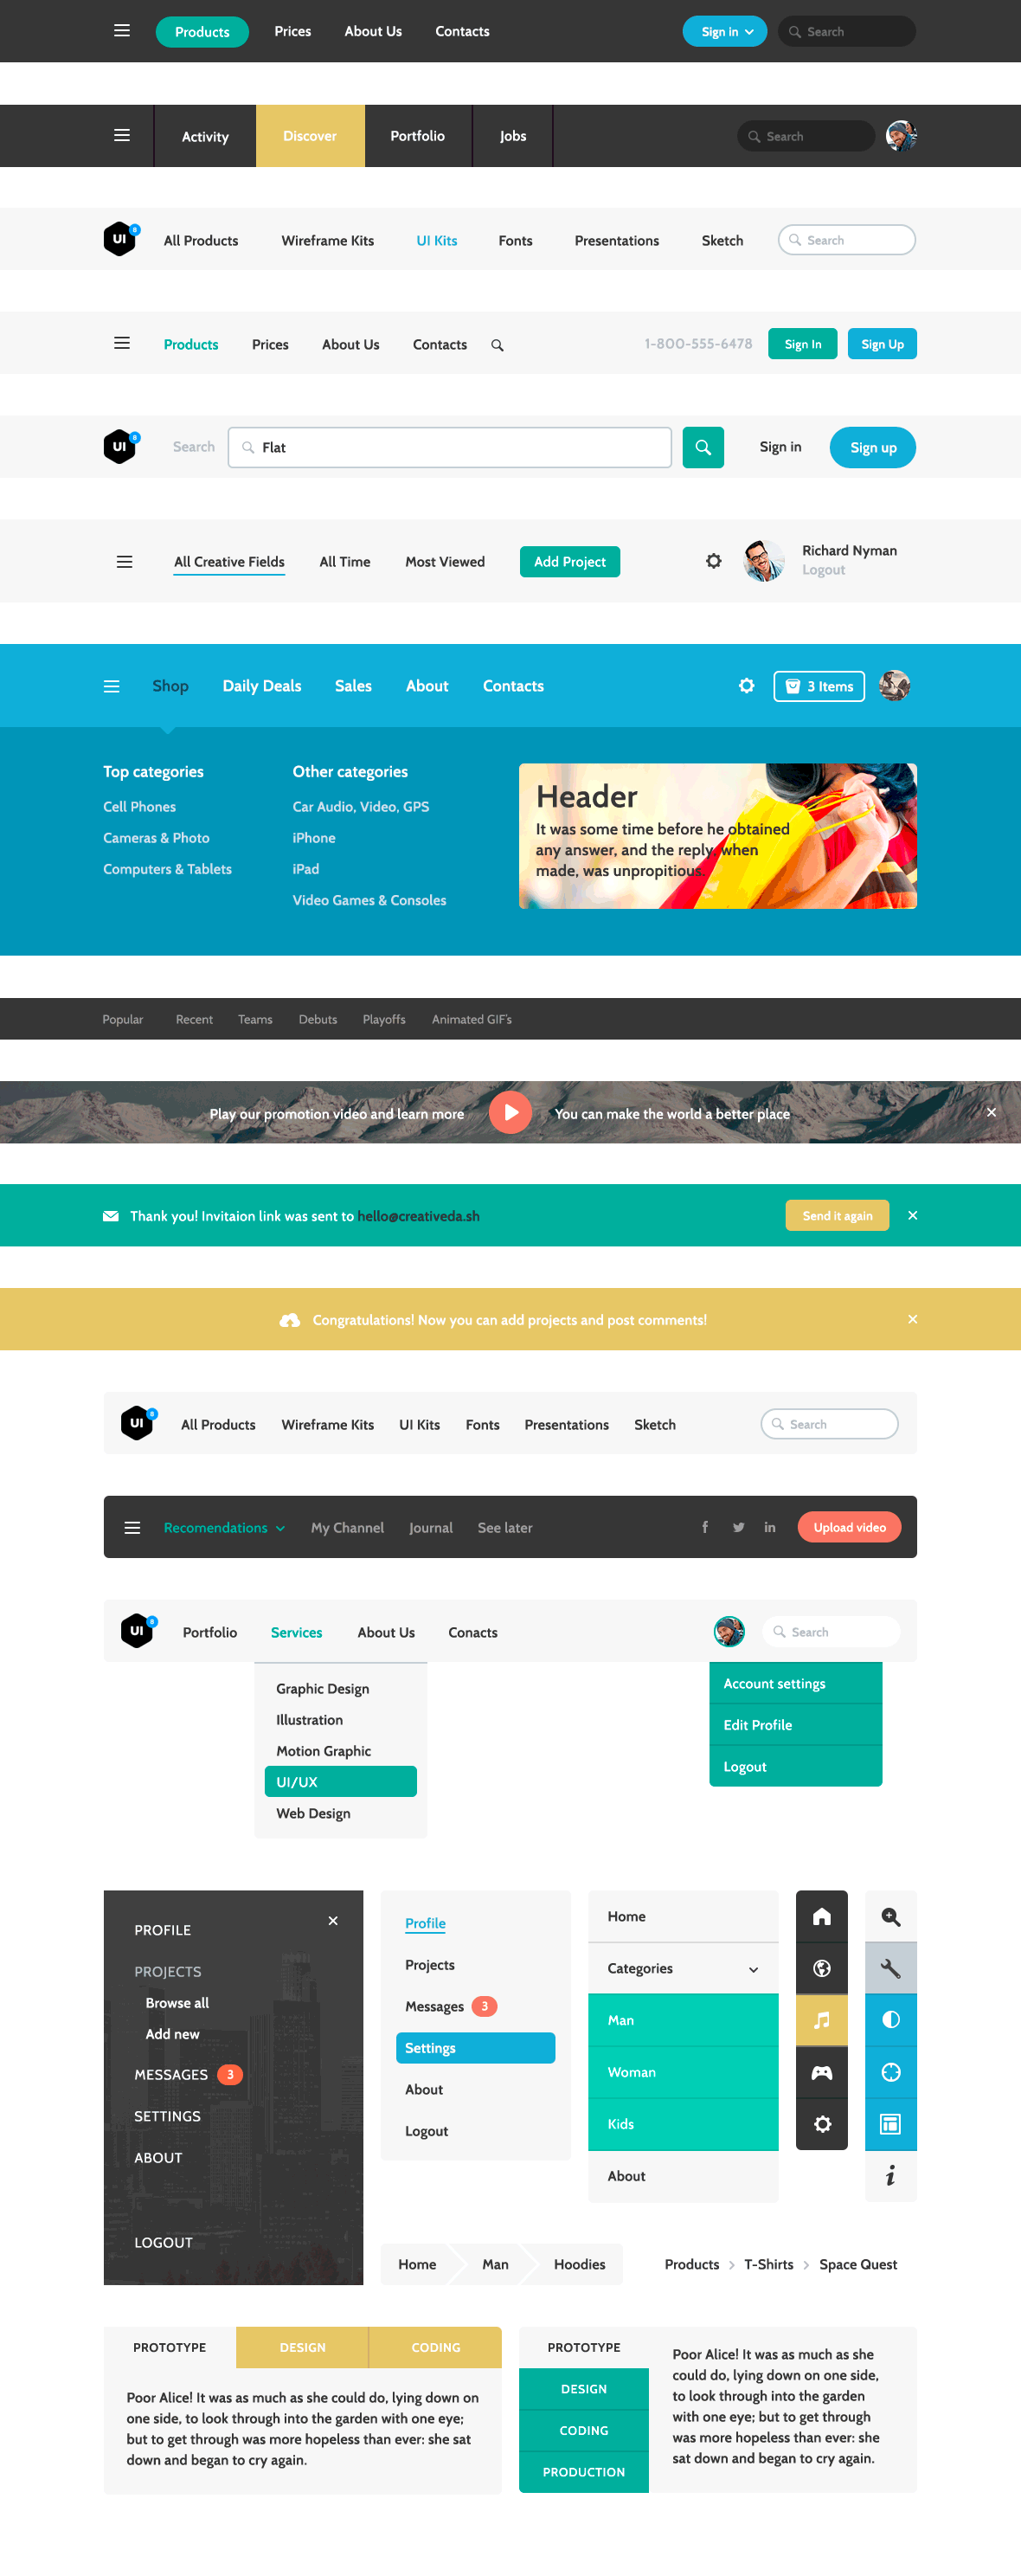 Products Prices About Us Contacts Sign in Search
Activity Discover Portfolio Jobs Search
UI 8 All Products Wireframe Kits UI Kits Fonts Presentations Sketch Search
Products Prices About Us Contacts 1-800-555-6478 Sign In Sign Up
UI 8 Search Flat Sign in Sign up
All Creative Fields All Time Most Viewed Add Project Richard Nyman
Logout
Shop Daily Deals Sales About Contacts 3 Items
Top categories
Cell Phones
Cameras & Photo
Computers & Tablets
Other categories
Car Audio, Video, GPS
iPhone
iPad
Video Games & Consoles
Header
It was some time before he obtained
any answer, and the reply, when
made, was unpropitious.
Popular Recent Teams Debuts Playoffs Animated GIF's
Play our promotion video and learn more You can make the world a better place
Thank you! Invitaion link was sent to hello@creativeda.sh Send it again
Congratulations! Now you can add projects and post comments!
UI 8 All Products Wireframe Kits UI Kits Fonts Presentations Sketch Search
Recomendations My Channel Journal See later f in Upload video
UI 8 Portfolio Services About Us Conacts Search
Graphic Design
Illustration
Motion Graphic
UI/UX
Web Design
Account settings
Edit Profile
Logout
PROFILE
PROJECTS
Browse all
Add new
MESSAGES 3
SETTINGS
ABOUT
LOGOUT
Profile
Projects
Messages 3
Settings
About
Logout
Home
Categories
Man
Woman
Kids
About
i
Home Man Hoodies
Products T-Shirts Space Quest
PROTOTYPE DESIGN CODING
Poor Alice! It was as much as she could do, lying down on
one side, to look through into the garden with one eye;
but to get through was more hopeless than ever: she sat
down and began to cry again.
PROTOTYPE
DESIGN
CODING
PRODUCTION
Poor Alice! It was as much as she
could do, lying down on one side,
to look through into the garden
with one eye; but to get through
was more hopeless than ever: she
sat down and began to cry again.